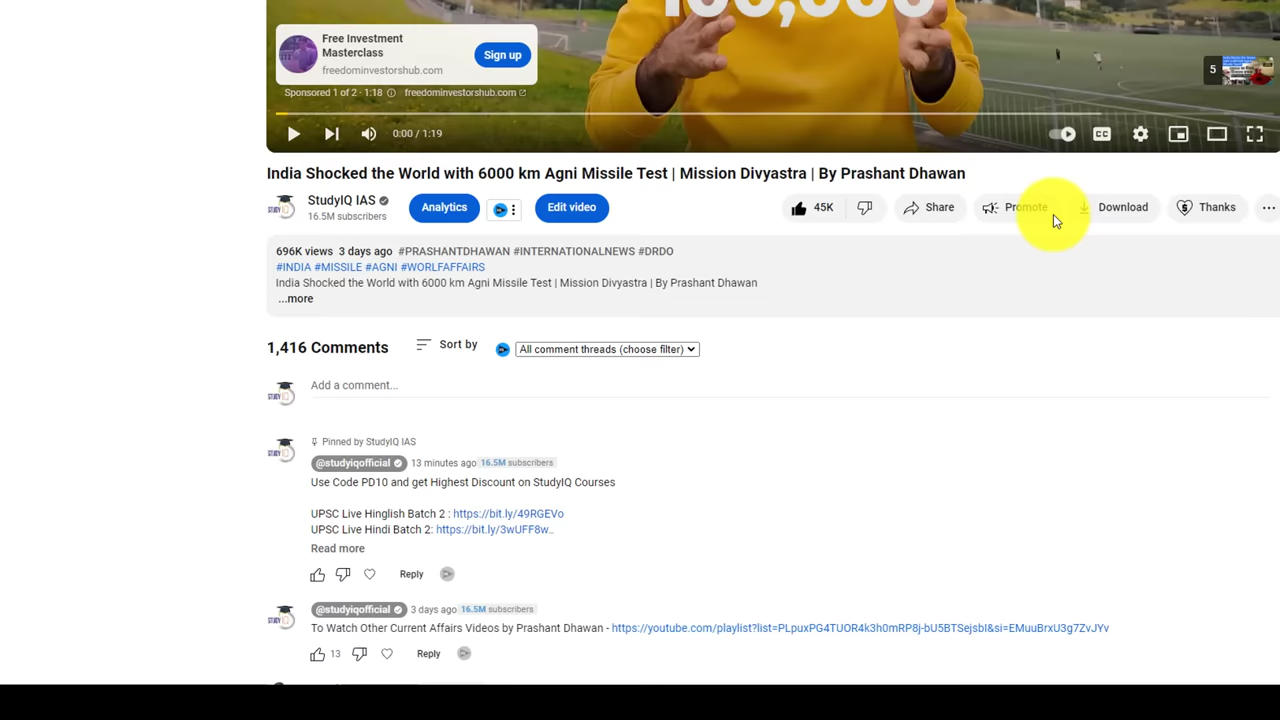 100,000
Free Investment
Masterclass
freedominvestorshub.com
Sign up
Sponsored 1 of 2 · 1:18 freedominvestorshub.com
5
0:00 / 1:19
CC
India Shocked the World with 6000 km Agni Missile Test | Mission Divyastra | By Prashant Dhawan
StudyIQ IAS
16.5M subscribers
Analytics
Edit video
45K
Share
Promote
Download
Thanks
696K views 3 days ago #PRASHANTDHAWAN #INTERNATIONALNEWS #DRDO
#INDIA #MISSILE #AGNI #WORLFAFFAIRS
India Shocked the World with 6000 km Agni Missile Test | Mission Divyastra | By Prashant Dhawan
...more
1,416 Comments
Sort by
All comment threads (choose filter)
Add a comment...
Pinned by StudyIQ IAS
@studyiqofficial 13 minutes ago 16.5M subscribers
Use Code PD10 and get Highest Discount on StudyIQ Courses
UPSC Live Hinglish Batch 2 : https://bit.ly/49RGEVo
UPSC Live Hindi Batch 2: https://bit.ly/3wUFF8w...
Read more
Reply
@studyiqofficial 3 days ago 16.5M subscribers
To Watch Other Current Affairs Videos by Prashant Dhawan - https://youtube.com/playlist?list=PLpuxPG4TUOR4k3h0mRP8j-bU5BTSejsbI&si=EMuuBrxU3g7ZvJYv
13
Reply